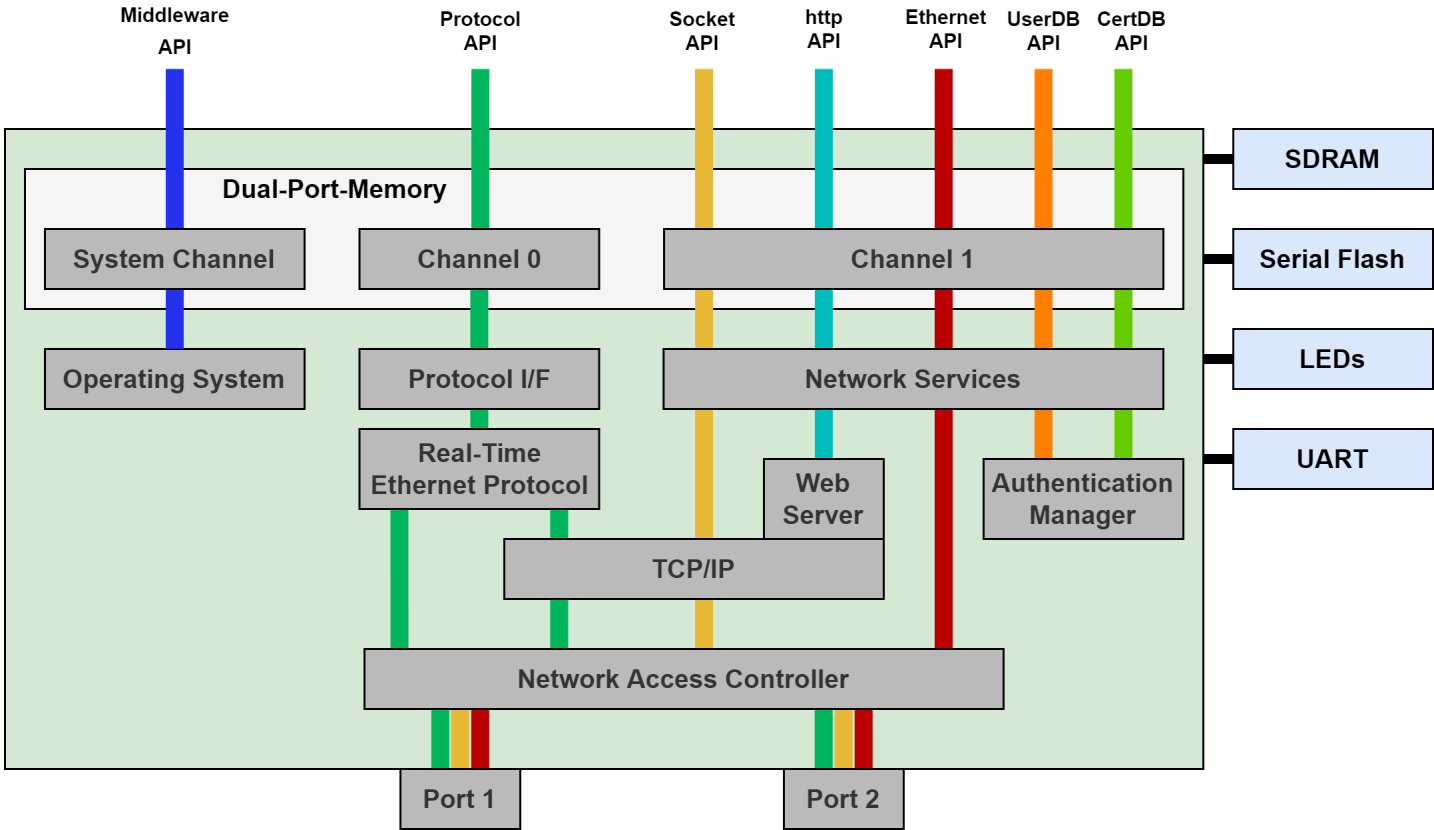 Middleware
API
Protocol
API
Socket
API
http
API
Ethernet
API
UserDB
API
CertDB
API
Dual-Port-Memory
System Channel
Channel 0
Channel 1
Operating System
Protocol I/F
Network Services
Real-Time
Ethernet Protocol
Web
Server
Authentication
Manager
TCP/IP
Network Access Controller
Port 1
Port 2
SDRAM
Serial Flash
LEDs
UART